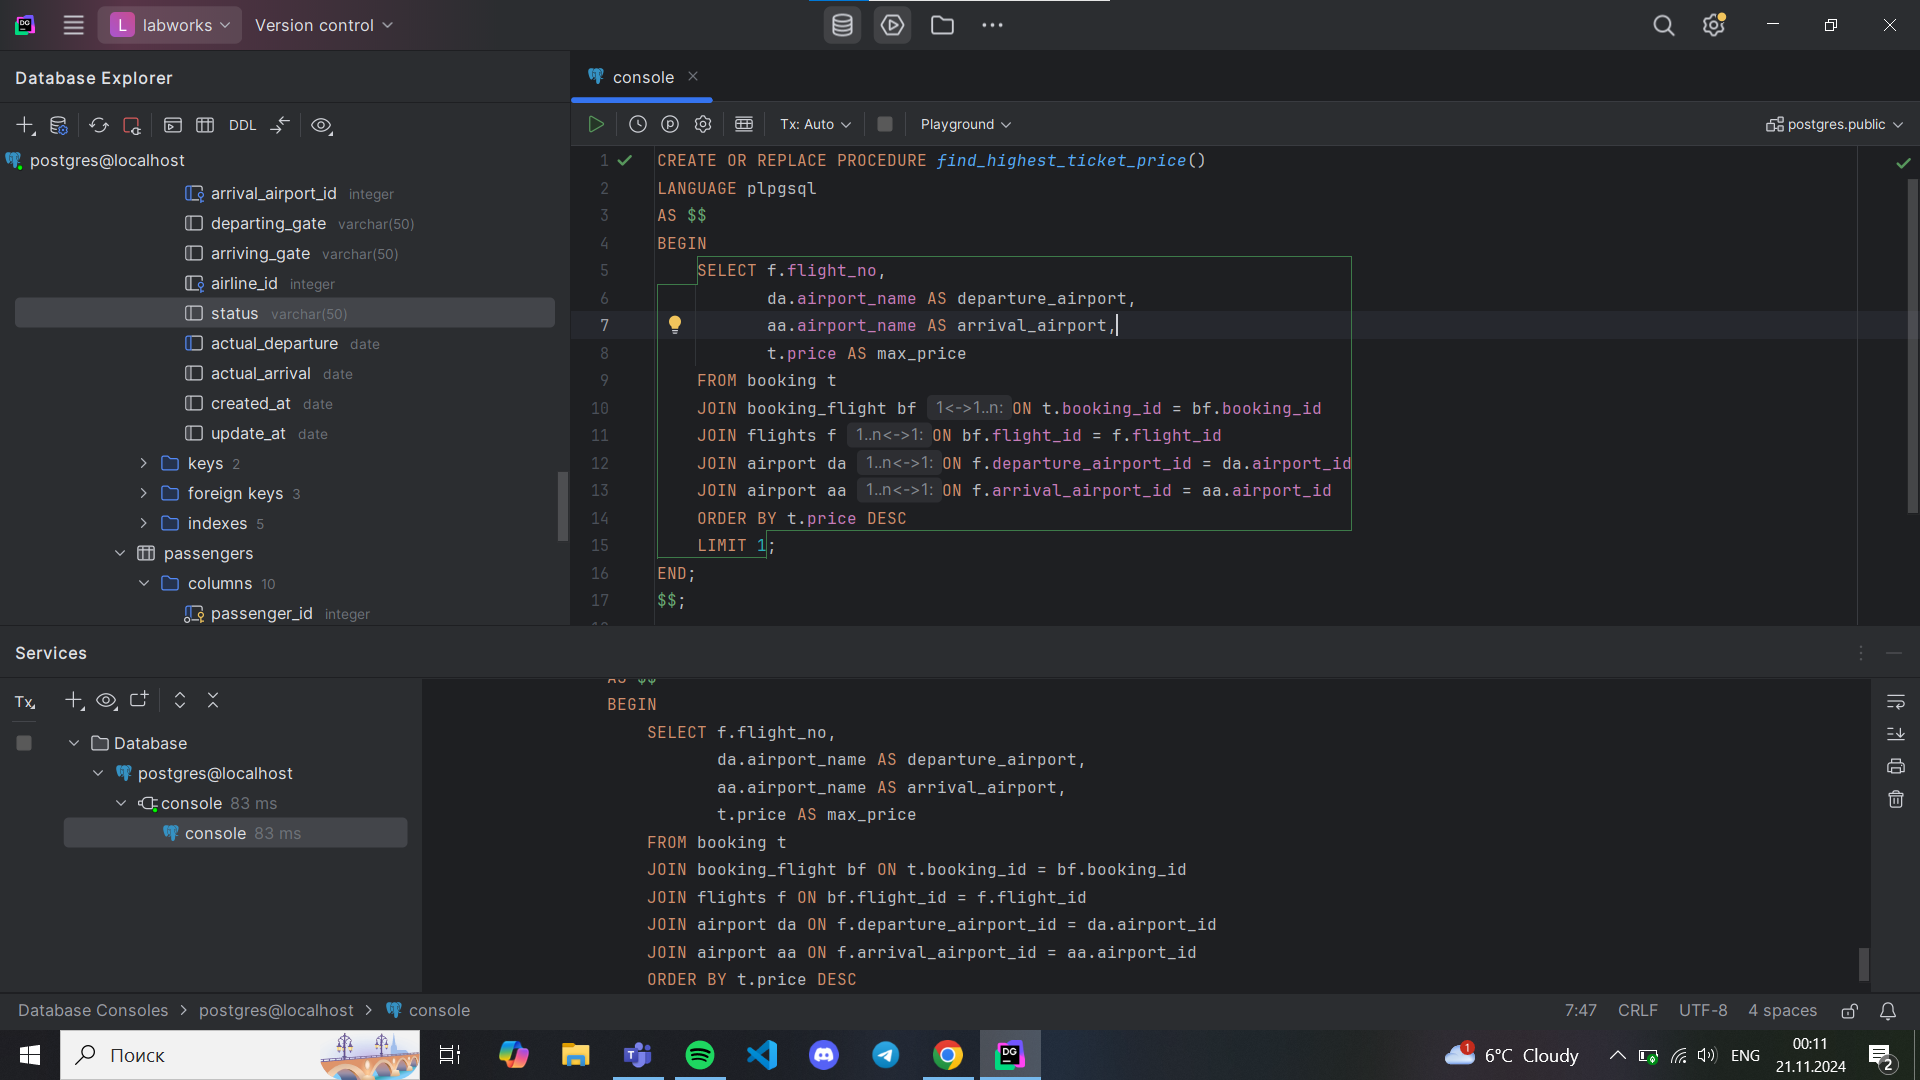 L labworks
Version control
Database Explorer
DDL
postgres@localhost
arrival_airport_id integer
departing_gate varchar(50)
arriving_gate varchar(50)
airline_id integer
status varchar(50)
actual_departure date
actual_arrival date
created_at date
update_at date
keys 2
foreign keys 3
indexes 5
passengers
columns 10
passenger_id integer
console
Tx: Auto
Playground
postgres.public
1 CREATE OR REPLACE PROCEDURE find_highest_ticket_price()
2 LANGUAGE plpgsql
3 AS $$
4 BEGIN
5 SELECT f.flight_no,
6 da.airport_name AS departure_airport,
7 aa.airport_name AS arrival_airport,
8 t.price AS max_price
9 FROM booking t
10 JOIN booking_flight bf 1<->1..n: ON t.booking_id = bf.booking_id
11 JOIN flights f 1..n<->1: ON bf.flight_id = f.flight_id
12 JOIN airport da 1..n<->1: ON f.departure_airport_id = da.airport_id
13 JOIN airport aa 1..n<->1: ON f.arrival_airport_id = aa.airport_id
14 ORDER BY t.price DESC
15 LIMIT 1;
16 END;
17 $$;
Services
Tx
Database
postgres@localhost
console 83 ms
console 83 ms
AS $$
BEGIN
SELECT f.flight_no,
da.airport_name AS departure_airport,
aa.airport_name AS arrival_airport,
t.price AS max_price
FROM booking t
JOIN booking_flight bf ON t.booking_id = bf.booking_id
JOIN flights f ON bf.flight_id = f.flight_id
JOIN airport da ON f.departure_airport_id = da.airport_id
JOIN airport aa ON f.arrival_airport_id = aa.airport_id
ORDER BY t.price DESC
Database Consoles > postgres@localhost > console
7:47 CRLF UTF-8 4 spaces
Поиск
DG
1
6°C Cloudy
ENG
00:11
21.11.2024
2